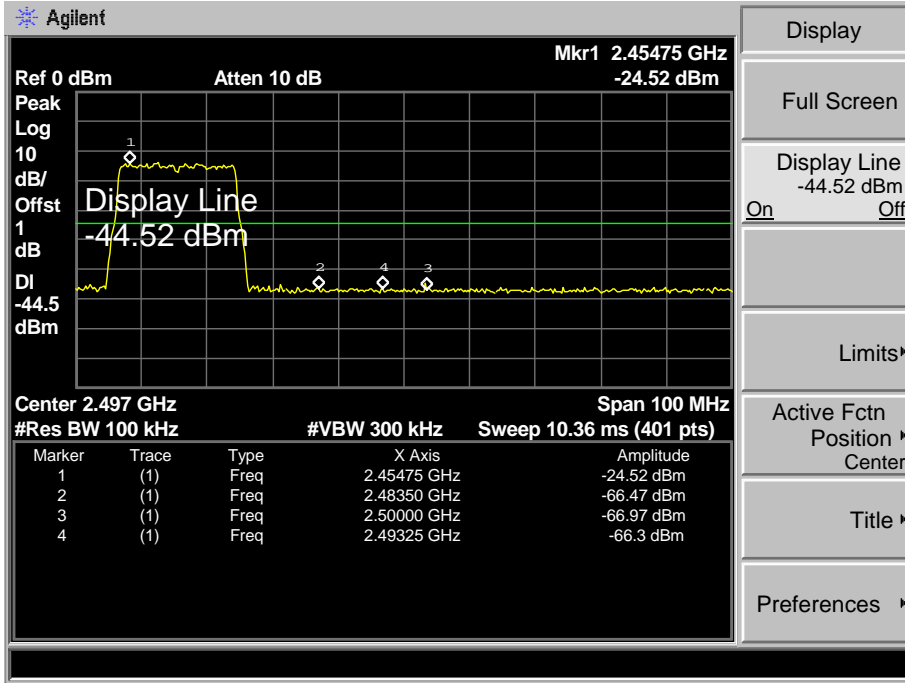 Agilent
Mkr1 2.45475 GHz
Ref 0 dBm Atten 10 dB -24.52 dBm
Peak
Log
10
dB/
Offst
1
dB
DI
-44.5
dBm
1
Display Line
-44.52 dBm
2 4 3
Center 2.497 GHz Span 100 MHz
#Res BW 100 kHz #VBW 300 kHz Sweep 10.36 ms (401 pts)
Marker Trace Type X Axis Amplitude
1 (1) Freq 2.45475 GHz -24.52 dBm
2 (1) Freq 2.48350 GHz -66.47 dBm
3 (1) Freq 2.50000 GHz -66.97 dBm
4 (1) Freq 2.49325 GHz -66.3 dBm
Display
Full Screen
Display Line
-44.52 dBm
On Off
Limits
Active Fctn
Position
Center
Title
Preferences